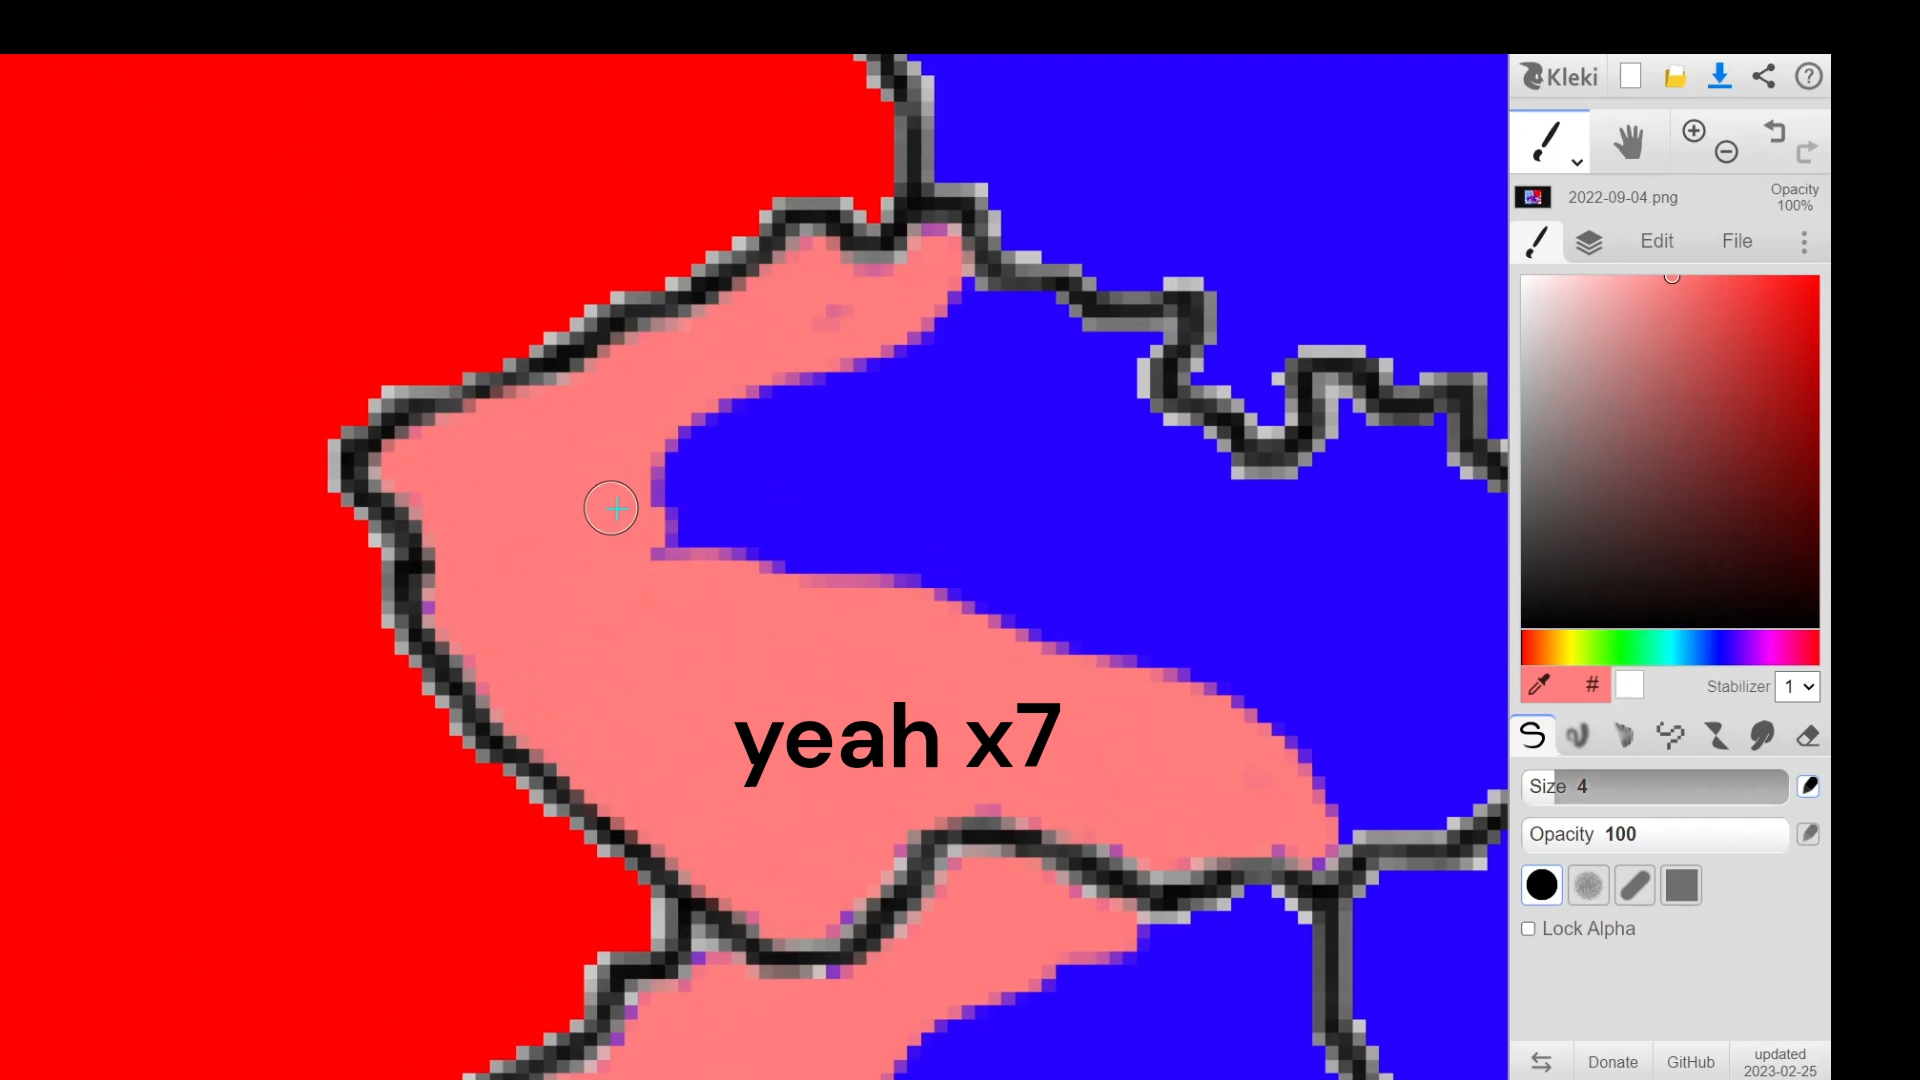 Kleki
2022-09-04.png
Opacity
100%
Edit
File
#
Stabilizer 1
yeah x7
Size 4
Opacity 100
Lock Alpha
Donate
GitHub
updated
2023-02-25